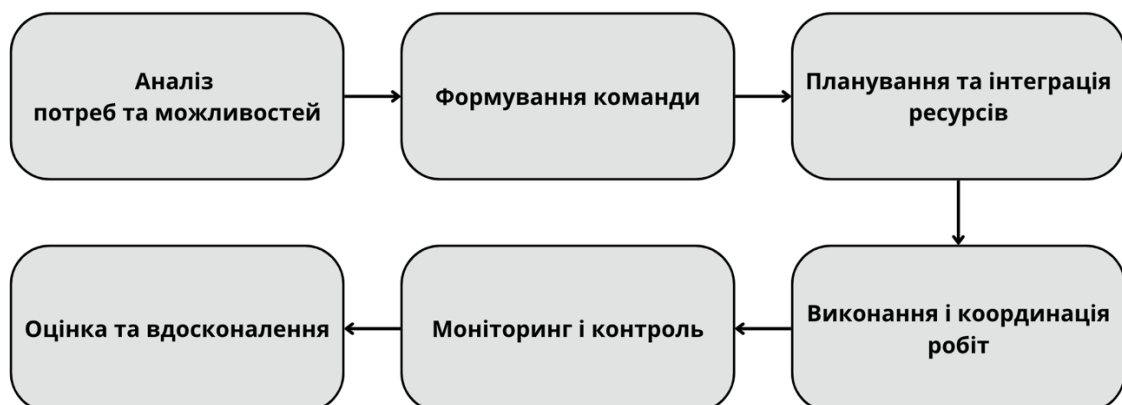 Аналіз
потреб та можливостей
Формування команди
Планування та інтеграція
ресурсів
Виконання і координація
робіт
Моніторинг і контроль
Оцінка та вдосконалення